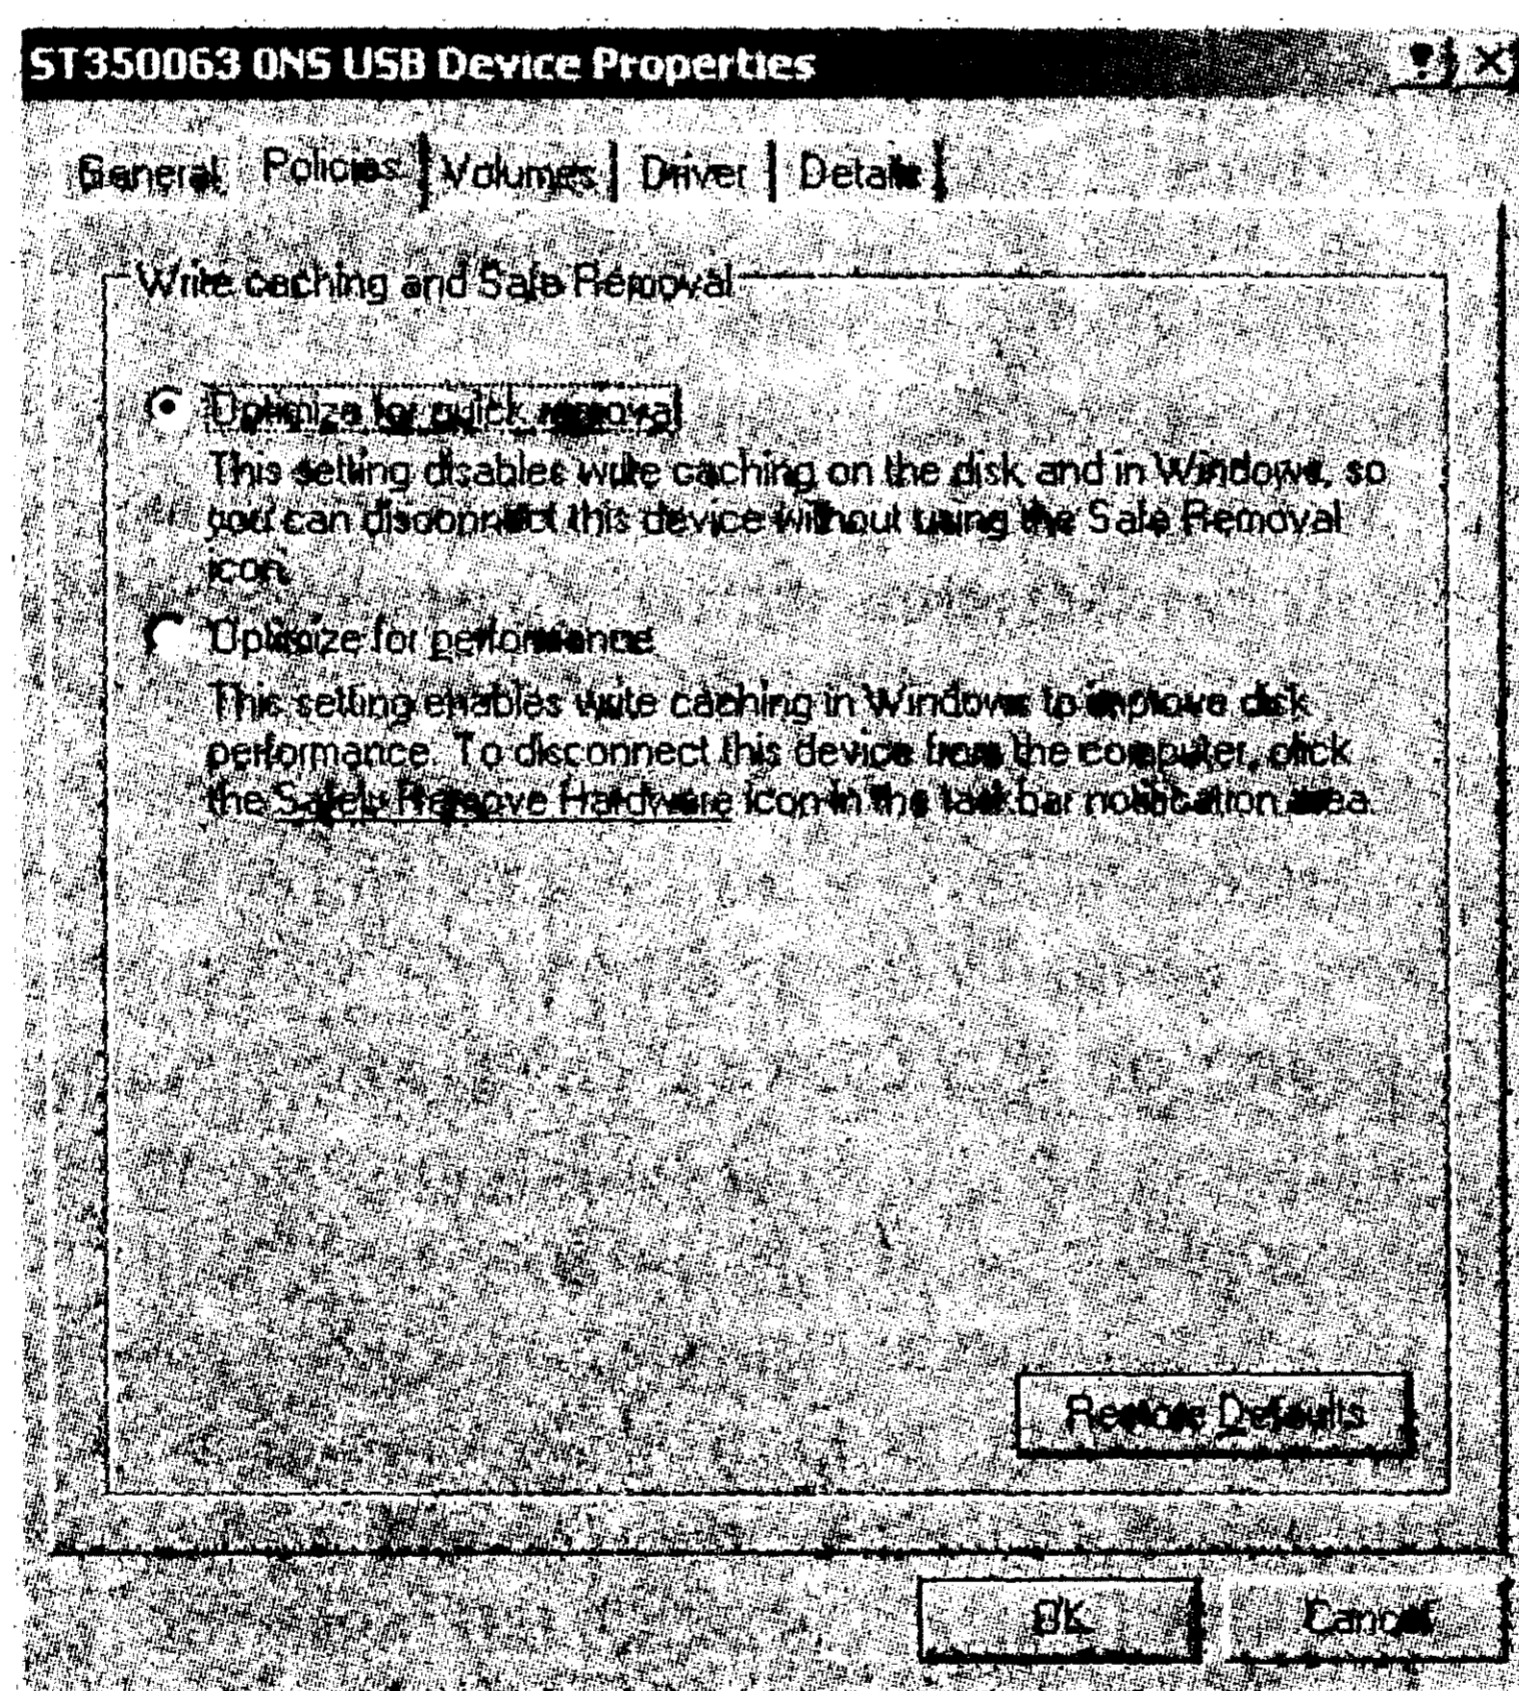 ST350063 0NS USB Device Properties
General Policies Volumes Driver Details
Write caching and Safe Removal
Optimize for quick removal
This setting disables write caching on the disk and in Windows, so
you can disconnect this device without using the Safe Removal
icon.
Optimize for performance
This setting enables write caching in Windows to improve disk
performance. To disconnect this device from the computer, click
the Safely Remove Hardware icon in the taskbar notification area.
Restore Defaults
OK Cancel